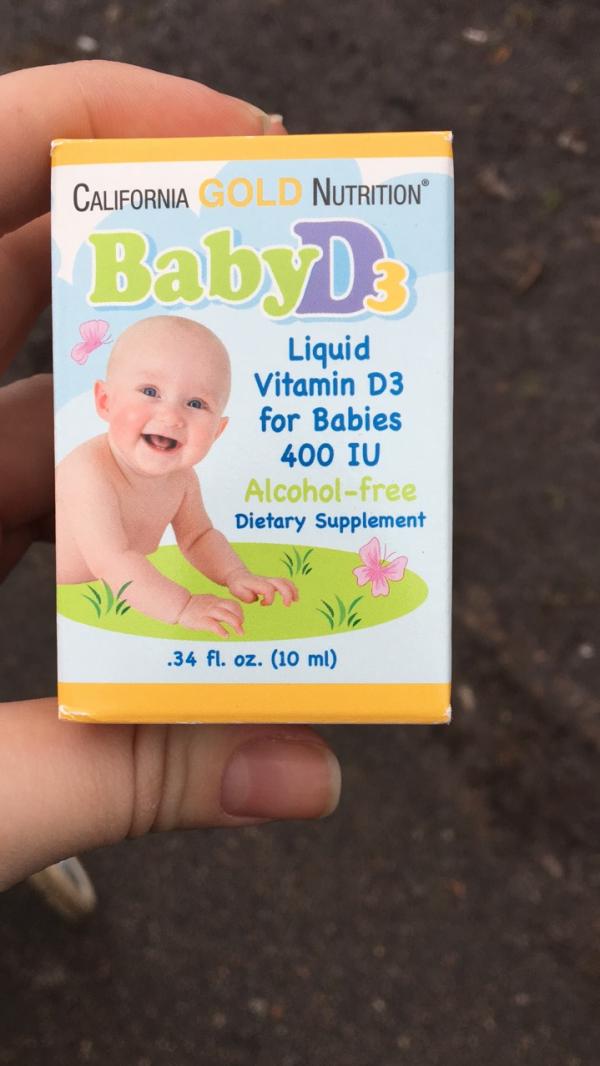 California GOLD Nutrition®
BabyD3
Liquid
Vitamin D3
for Babies
400 IU
Alcohol-free
Dietary Supplement
.34 fl. oz. (10 ml)